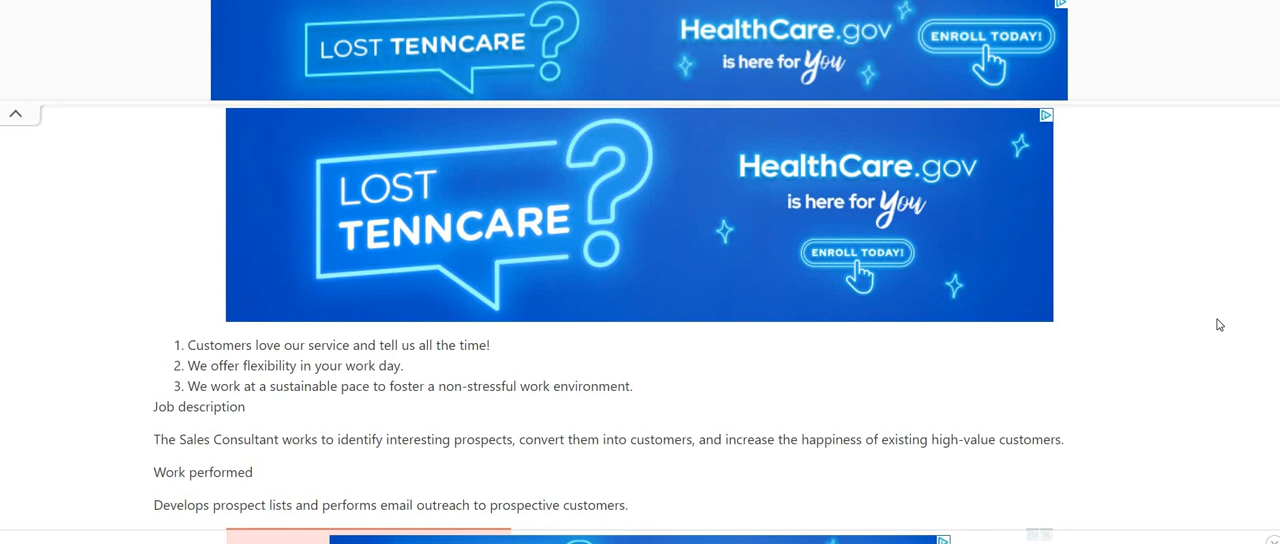 LOST TENNCARE ?
HealthCare.gov
is here for You
ENROLL TODAY!
LOST
TENNCARE ?
HealthCare.gov
is here for You
ENROLL TODAY!
1. Customers love our service and tell us all the time!
2. We offer flexibility in your work day.
3. We work at a sustainable pace to foster a non-stressful work environment.
Job description
The Sales Consultant works to identify interesting prospects, convert them into customers, and increase the happiness of existing high-value customers.
Work performed
Develops prospect lists and performs email outreach to prospective customers.